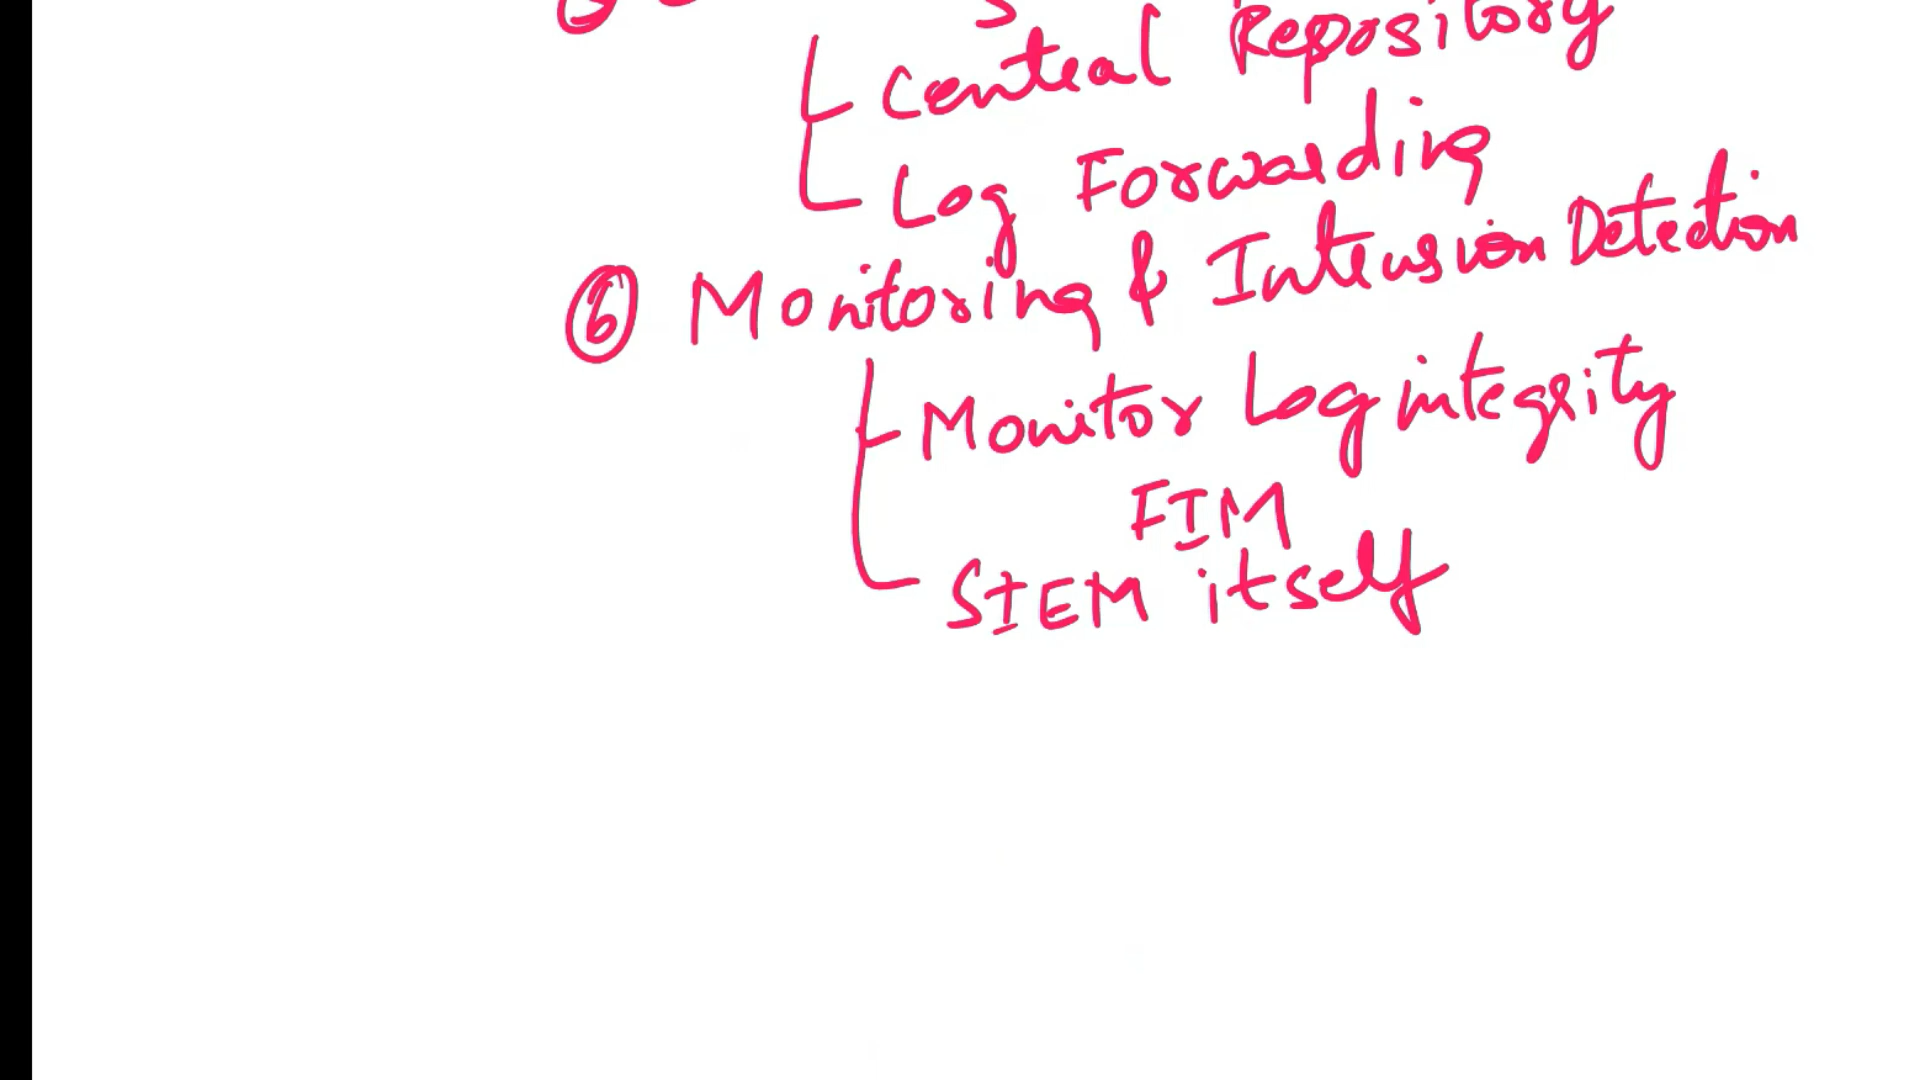 Central Repository
Log Forwarding
6 Monitoring & Intrusion Detection
Monitor Log integrity
FIM
SIEM itself